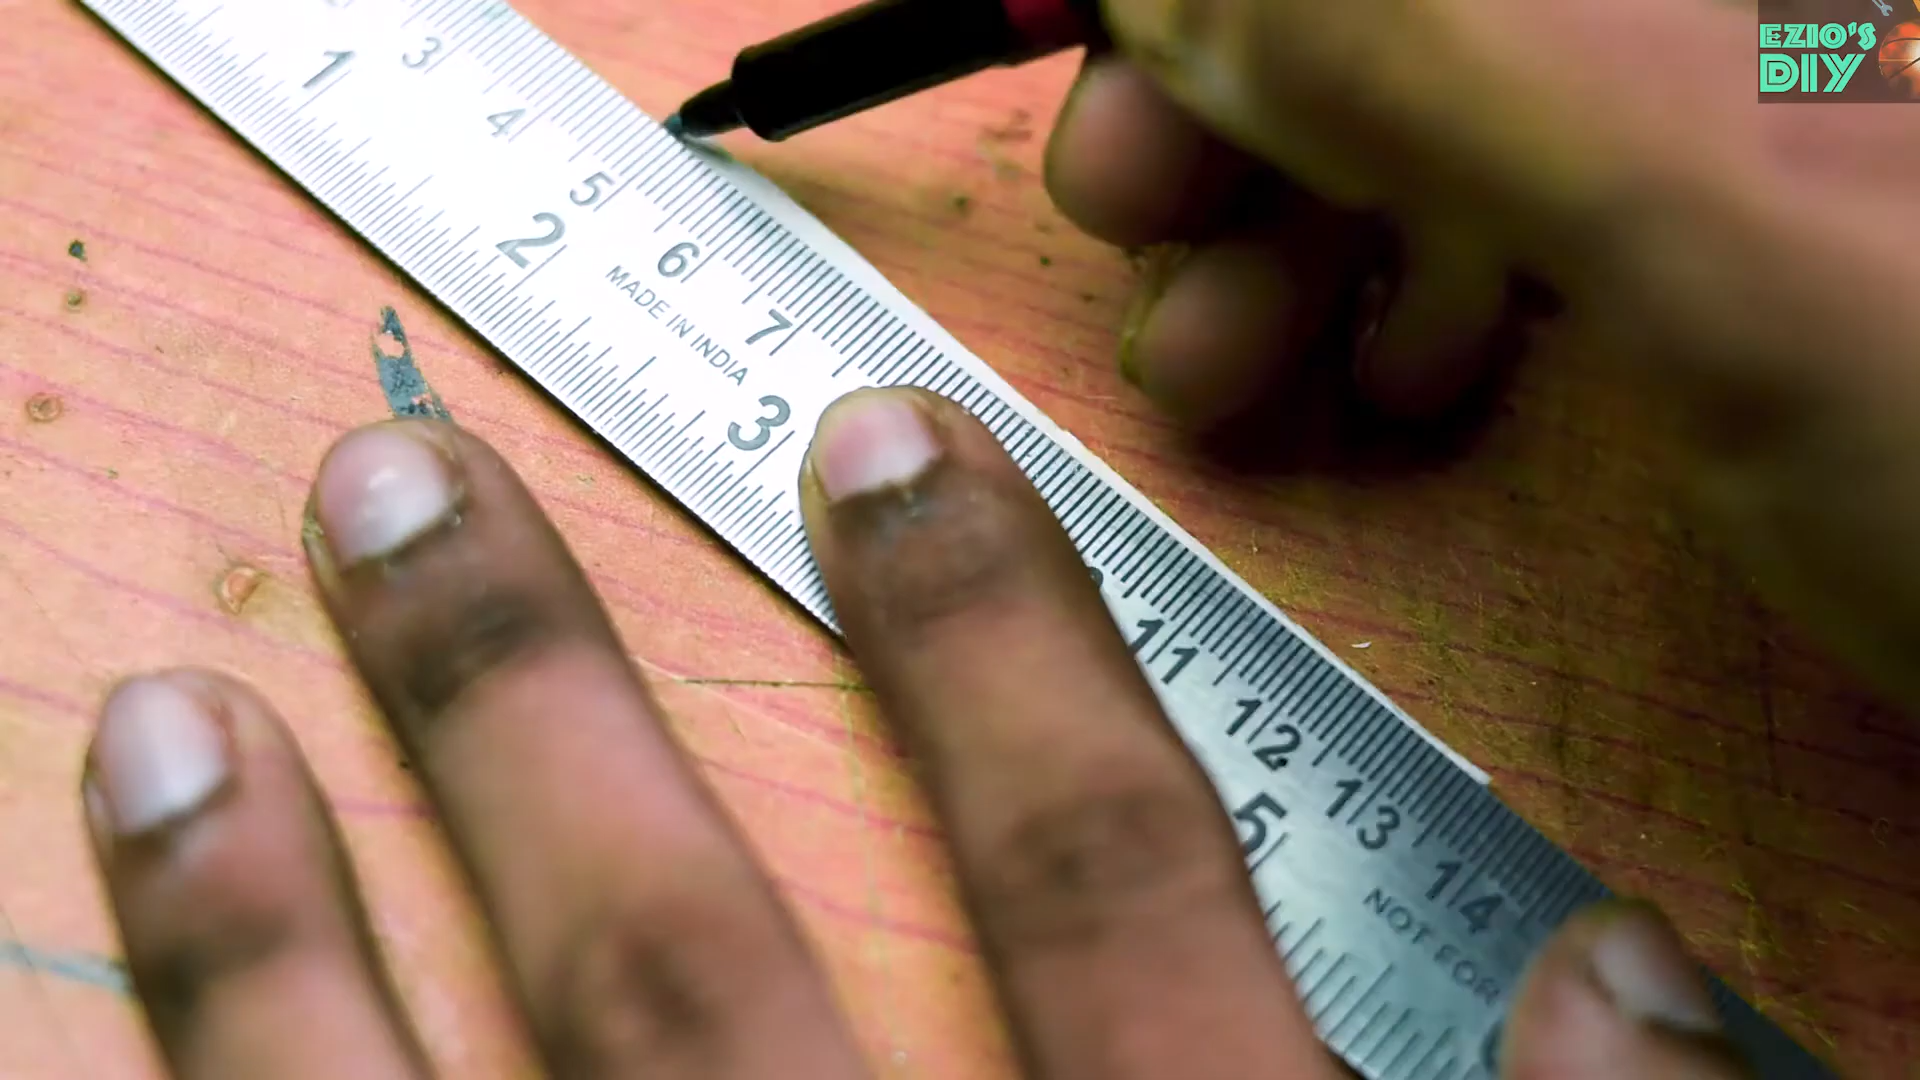 EZIO'S
DIY
3 4 5 6 7
1 2 3
MADE IN INDIA
11 12 13 14
5
NOT FOR